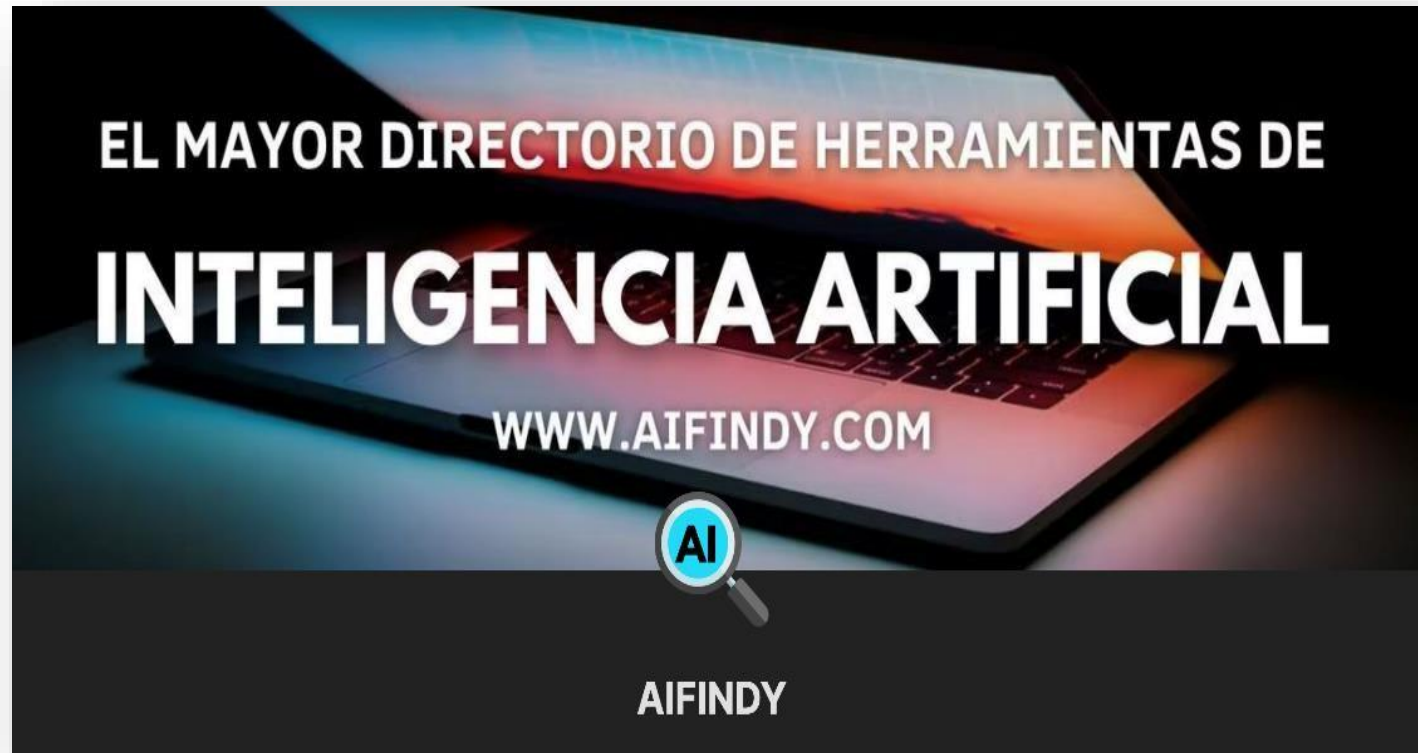 EL MAYOR DIRECTORIO DE HERRAMIENTAS DE
INTELIGENCIA ARTIFICIAL
WWW.AIFINDY.COM
AI
AIFINDY